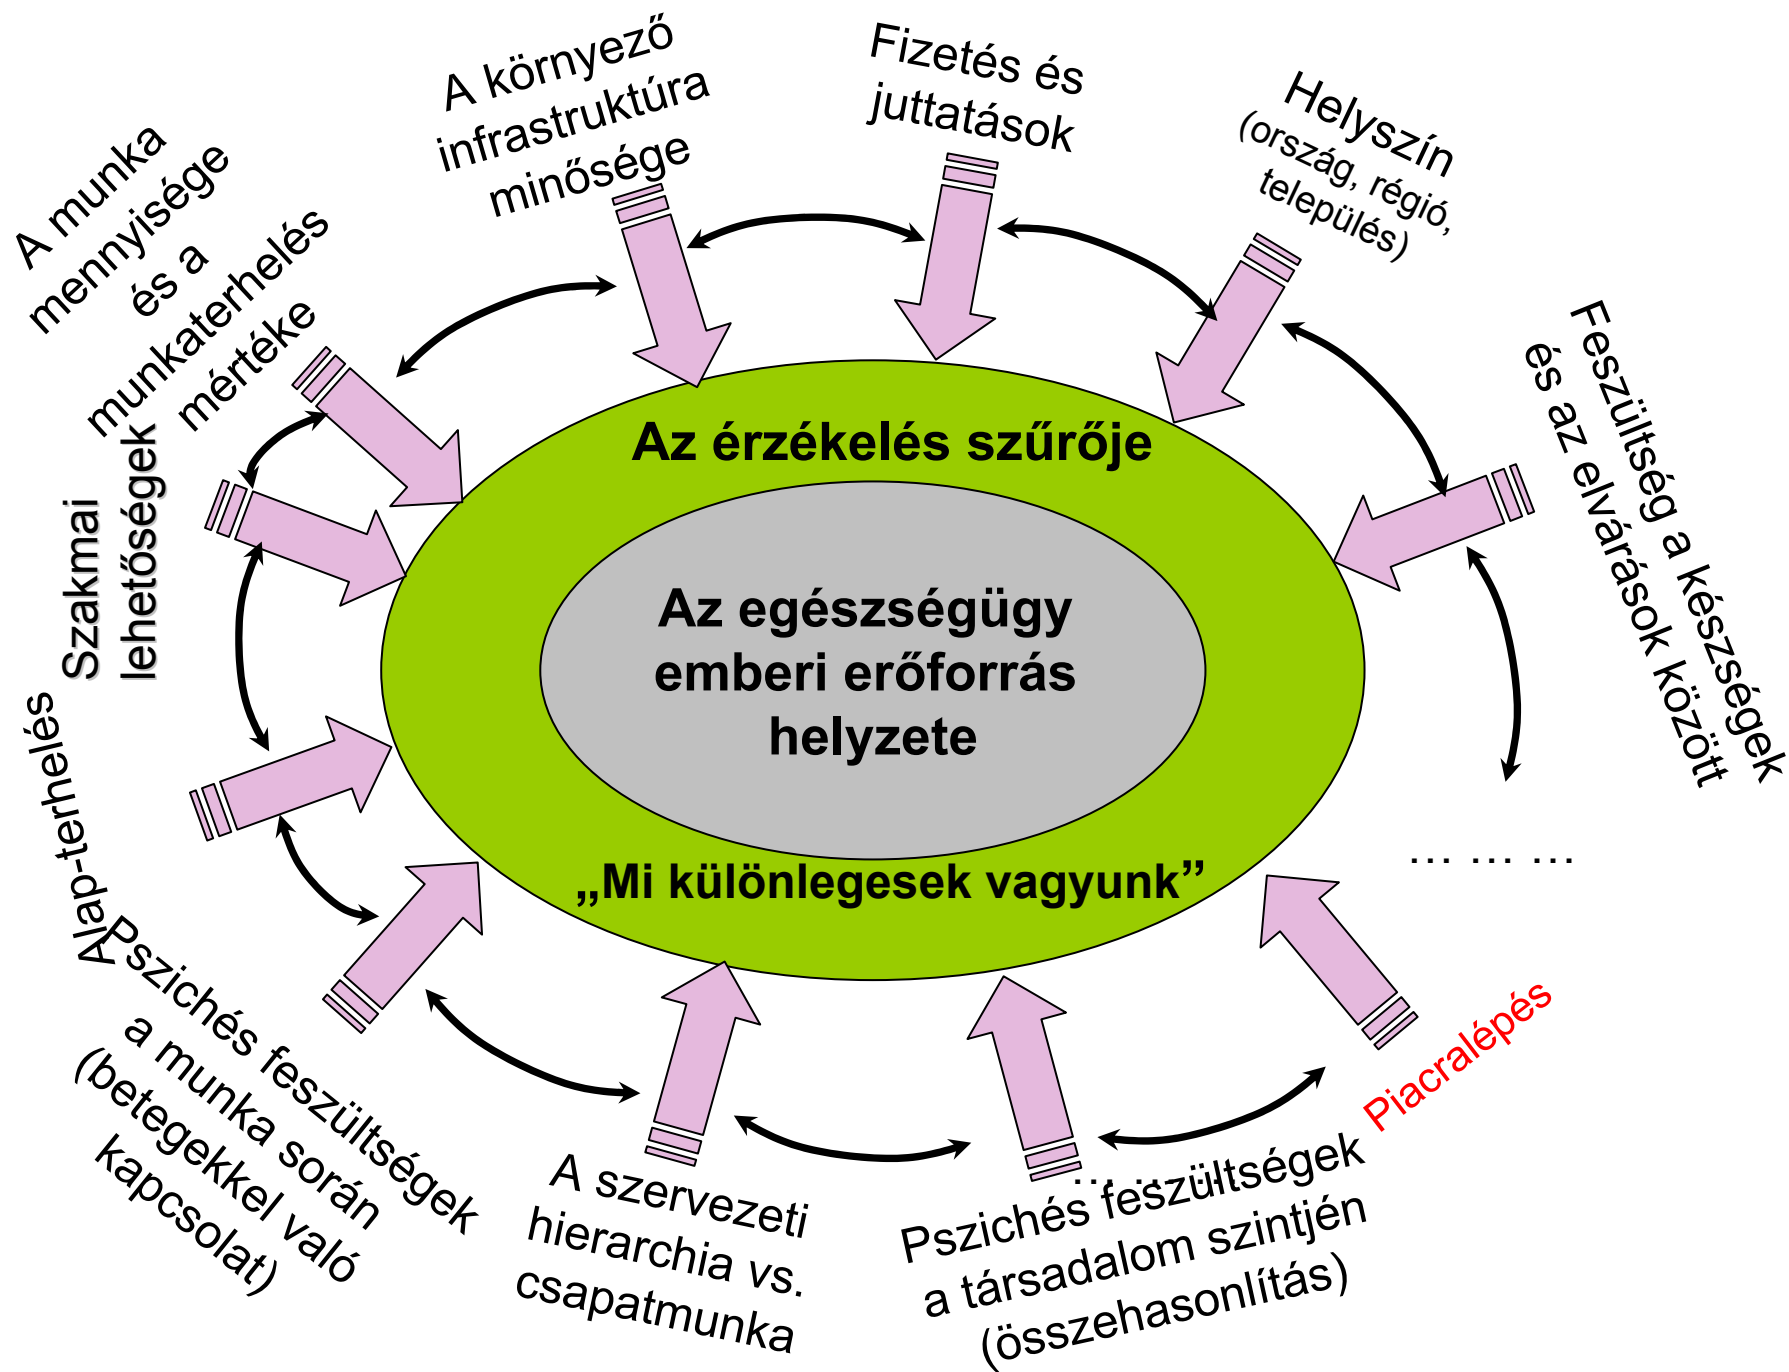 A környező
infrastruktúra
minősége
Fizetés és
juttatások
Helyszín
(ország, régió,
település)
Feszültség a készségek
és az elvárások között
… … …
Piacralépés
… … …
Pszichés feszültségek
a társadalom szintjén
(összehasonlítás)
A szervezeti
hierarchia vs.
csapatmunka
Pszichés feszültségek
a munka során
(betegekkel való
kapcsolat)
Alap-terhelés
Szakmai
lehetőségek
A munka
mennyisége
és a
munkaterhelés
mértéke
Az érzékelés szűrője
Az egészségügy
emberi erőforrás
helyzete
„Mi különlegesek vagyunk”